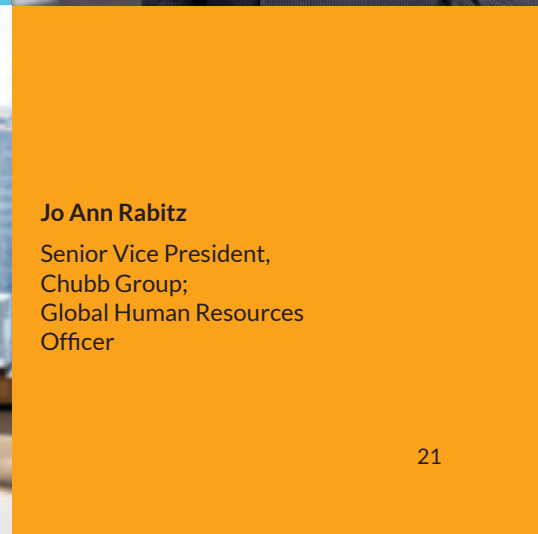 Jo Ann Rabitz
Senior Vice President,
Chubb Group;
Global Human Resources
Officer
21